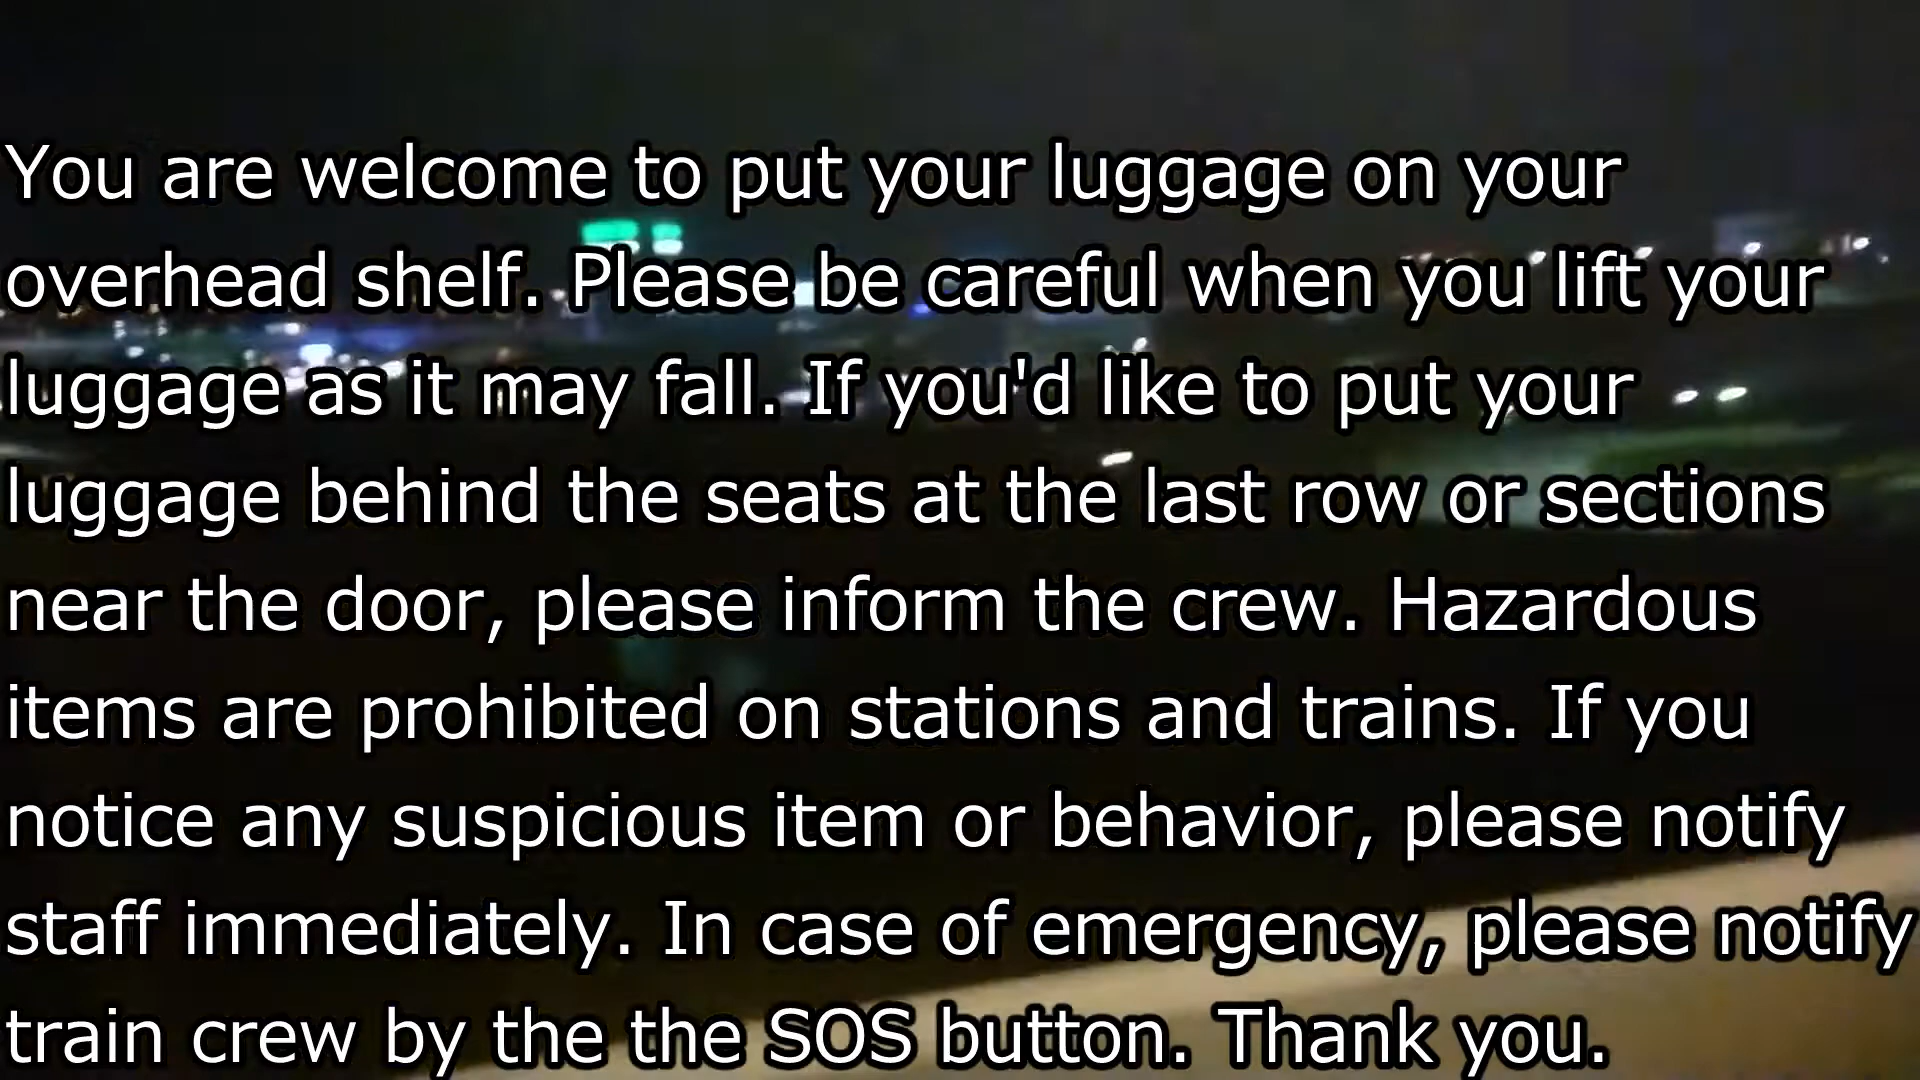 You are welcome to put your luggage on your
overhead shelf. Please be careful when you lift your
luggage as it may fall. If you'd like to put your
luggage behind the seats at the last row or sections
near the door, please inform the crew. Hazardous
items are prohibited on stations and trains. If you
notice any suspicious item or behavior, please notify
staff immediately. In case of emergency, please notify
train crew by the the SOS button. Thank you.